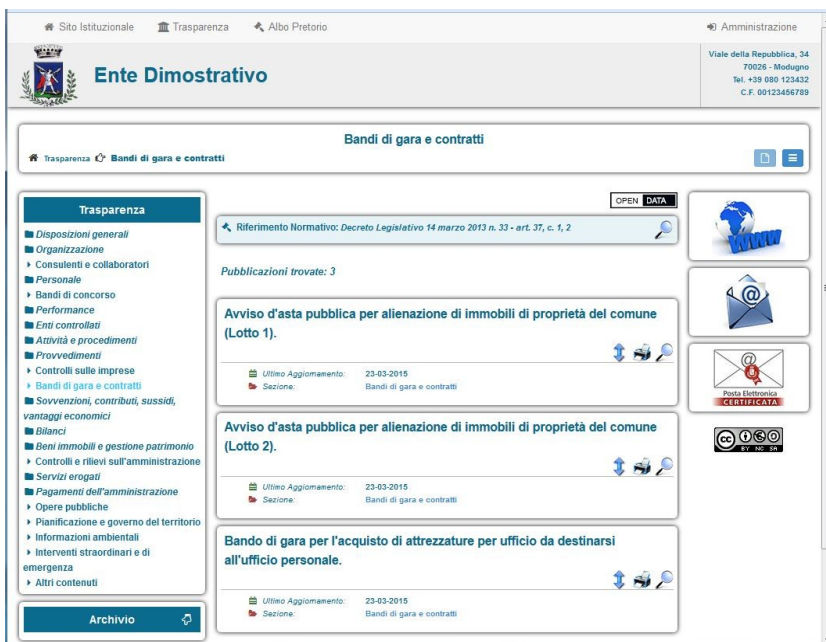 Sito Istituzionale Trasparenza Albo Pretorio Amministrazione
Ente Dimostrativo
Viale della Repubblica, 34
70026 - Modugno
Tel. +39 080 123432
C.F. 00123456789
Bandi di gara e contratti
Trasparenza Bandi di gara e contratti
Trasparenza
Disposizioni generali
Organizzazione
Consulenti e collaboratori
Personale
Bandi di concorso
Performance
Enti controllati
Attività e procedimenti
Provvedimenti
Controlli sulle imprese
Bandi di gara e contratti
Sovvenzioni, contributi, sussidi,
vantaggi economici
Bilanci
Beni immobili e gestione patrimonio
Controlli e rilievi sull'amministrazione
Servizi erogati
Pagamenti dell'amministrazione
Opere pubbliche
Pianificazione e governo del territorio
Informazioni ambientali
Interventi straordinari e di
emergenza
Altri contenuti
Archivio
OPEN DATA
Riferimento Normativo: Decreto Legislativo 14 marzo 2013 n. 33 - art. 37, c. 1, 2
Pubblicazioni trovate: 3
Avviso d'asta pubblica per alienazione di immobili di proprietà del comune
(Lotto 1).
Ultimo Aggiornamento: 23-03-2015
Sezione: Bandi di gara e contratti
Avviso d'asta pubblica per alienazione di immobili di proprietà del comune
(Lotto 2).
Ultimo Aggiornamento: 23-03-2015
Sezione: Bandi di gara e contratti
Bando di gara per l'acquisto di attrezzature per ufficio da destinarsi
all'ufficio personale.
Ultimo Aggiornamento: 23-03-2015
Sezione: Bandi di gara e contratti
WWW
@
@
Posta Elettronica
CERTIFICATA
cc
BY NC SA